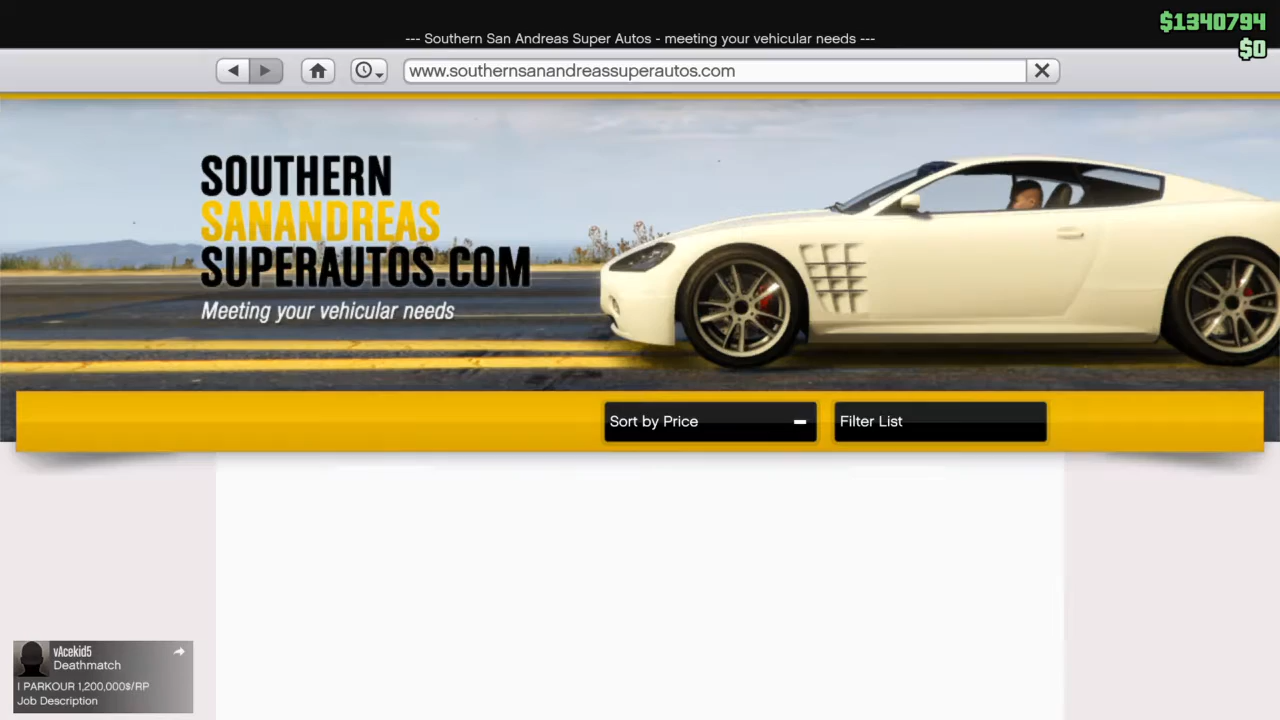 $1340794
--- Southern San Andreas Super Autos - meeting your vehicular needs ---
$0
www.southernsanandreassuperautos.com
SOUTHERN
SANANDREAS
SUPERAUTOS.COM
Meeting your vehicular needs
Sort by Price
Filter List
vAcekid5
Deathmatch
| PARKOUR 1,200,000$/RP
Job Description